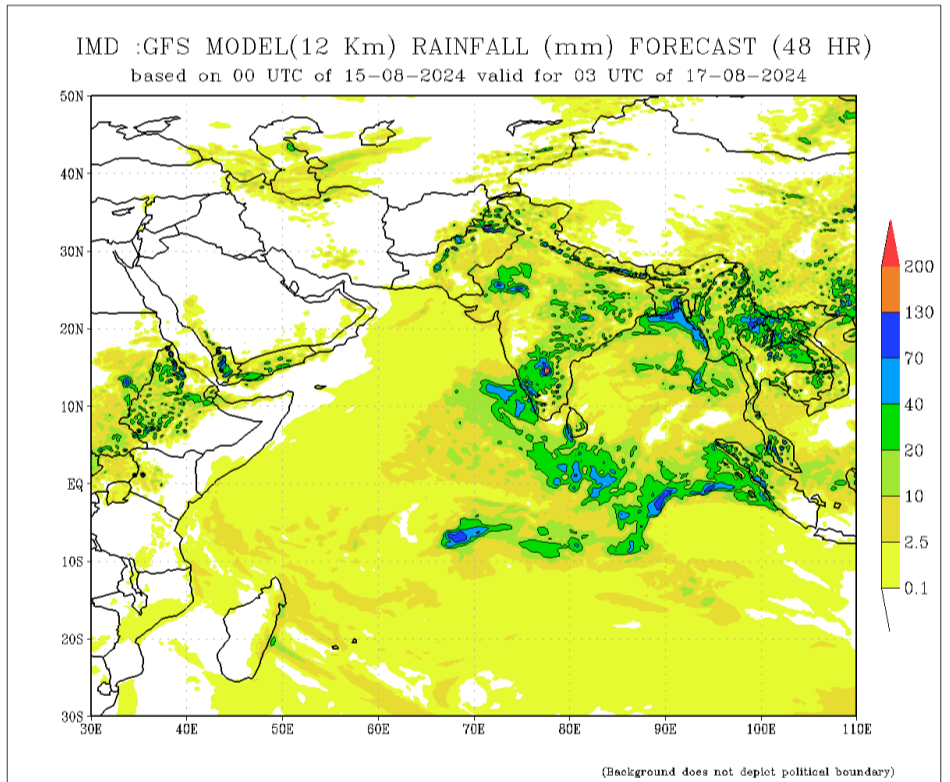 IMD :GFS MODEL(12 Km) RAINFALL (mm) FORECAST (48 HR)
based on 00 UTC of 15-08-2024 valid for 03 UTC of 17-08-2024
50N
40N
30N
20N
10N
EQ
10S
20S
30S
30E 40E 50E 60E 70E 80E 90E 100E 110E
200
130
70
40
20
10
2.5
0.1
(Background does not depiot politioal boundary)